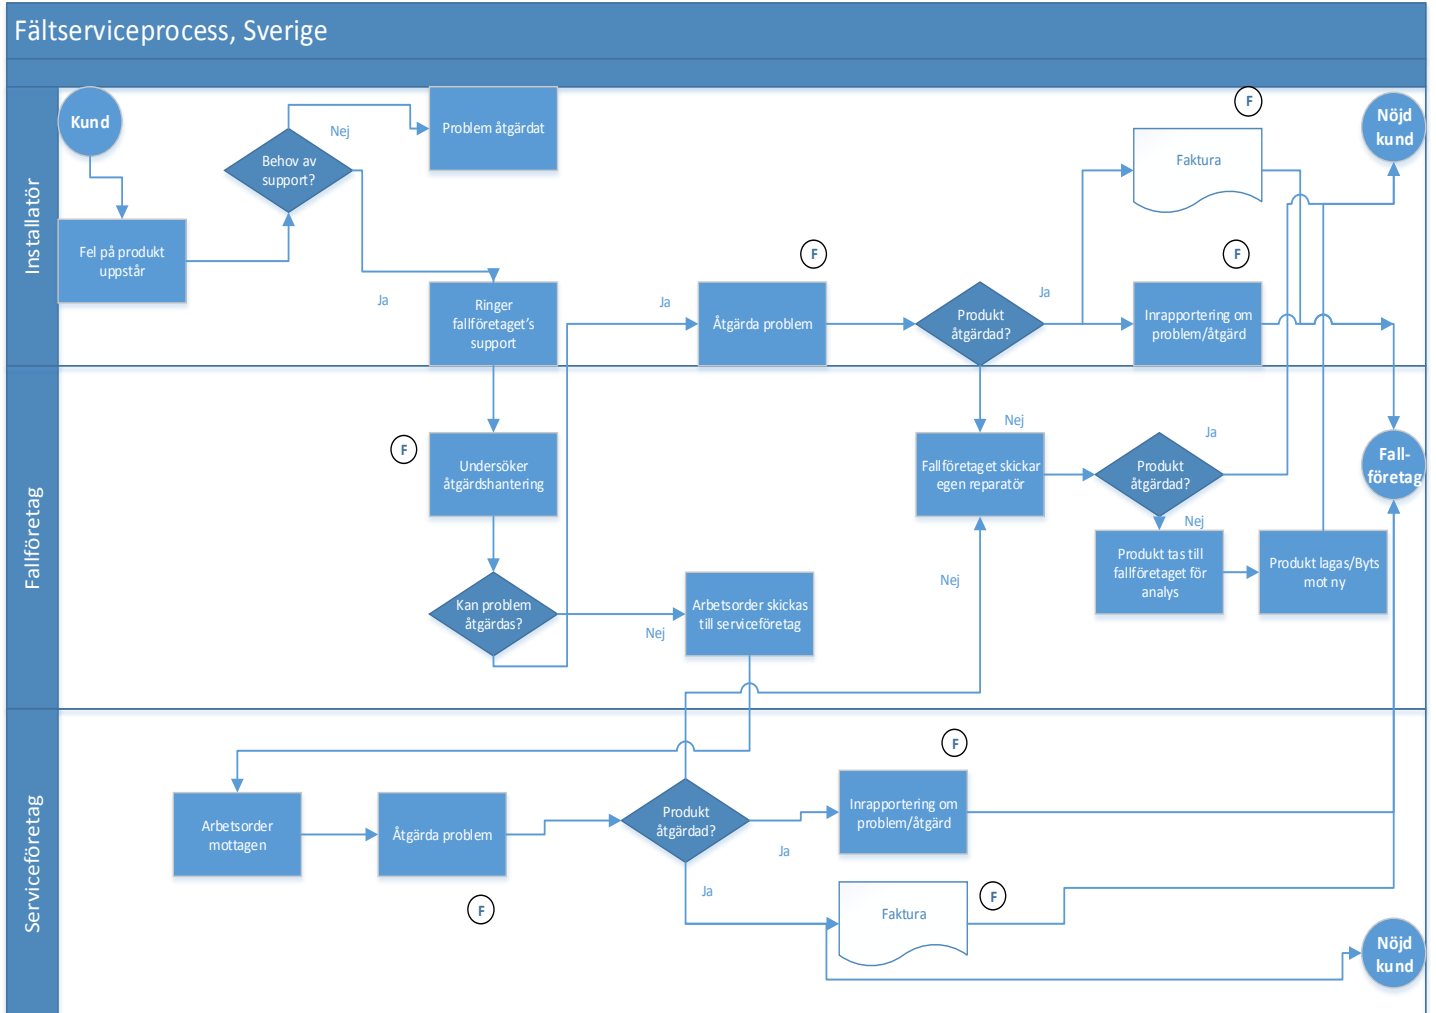 Fältserviceprocess, Sverige
Installatör
Kund
Fel på produkt
uppstår
Behov av
support?
Nej
Problem åtgärdat
Ja
Ringer
fallföretaget's
support
Ja
F
Åtgärda problem
Produkt
åtgärdad?
Ja
F
Faktura
F
Inrapportering om
problem/åtgärd
Nöjd
kund
Fallföretag
F
Undersöker
åtgärdshantering
Kan problem
åtgärdas?
Nej
Arbetsorder skickas
till serviceföretag
Nej
Fallföretaget skickar
egen reparatör
Nej
Produkt
åtgärdad?
Ja
Nej
Produkt tas till
fallföretaget för
analys
Produkt lagas/Byts
mot ny
Fall-
företag
Serviceföretag
Arbetsorder
mottagen
Åtgärda problem
F
Produkt
åtgärdad?
Ja
Ja
F
Inrapportering om
problem/åtgärd
Faktura
F
Nöjd
kund